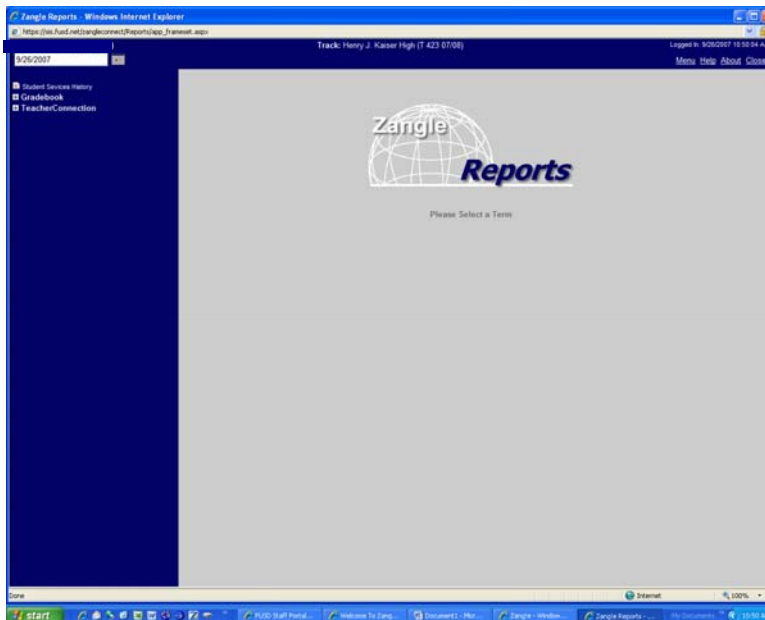 Zangle Reports - Windows Internet Explorer
https://sis.fusd.net/zangleconnect/Reports/app_frameset.aspx
Track: Henry J. Kaiser High (T 423 07/08)
Logged In: 9/26/2007 10:50:04 A
9/26/2007
Menu Help About Close
Student Sevices History
Gradebook
TeacherConnection
Zangle
Reports
Please Select a Term
Done
Internet
100%
start
FUSD Staff Portal...
Welcome To Zang...
Document1 - Mic...
Zangle - Window...
Zangle Reports -...
My Documents
10:50 A